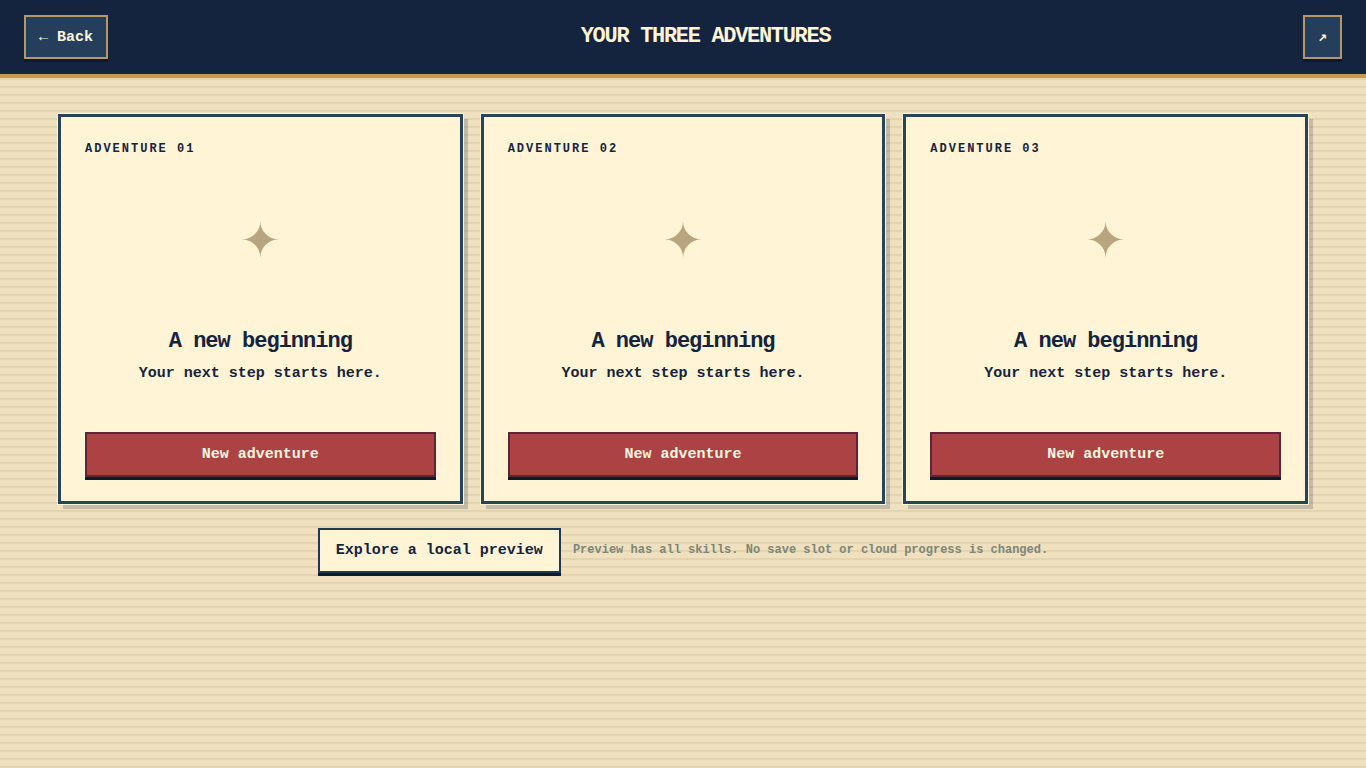 ← Back
YOUR THREE ADVENTURES
↗
ADVENTURE 01
A new beginning
Your next step starts here.
New adventure
ADVENTURE 02
A new beginning
Your next step starts here.
New adventure
ADVENTURE 03
A new beginning
Your next step starts here.
New adventure
Explore a local preview
Preview has all skills. No save slot or cloud progress is changed.